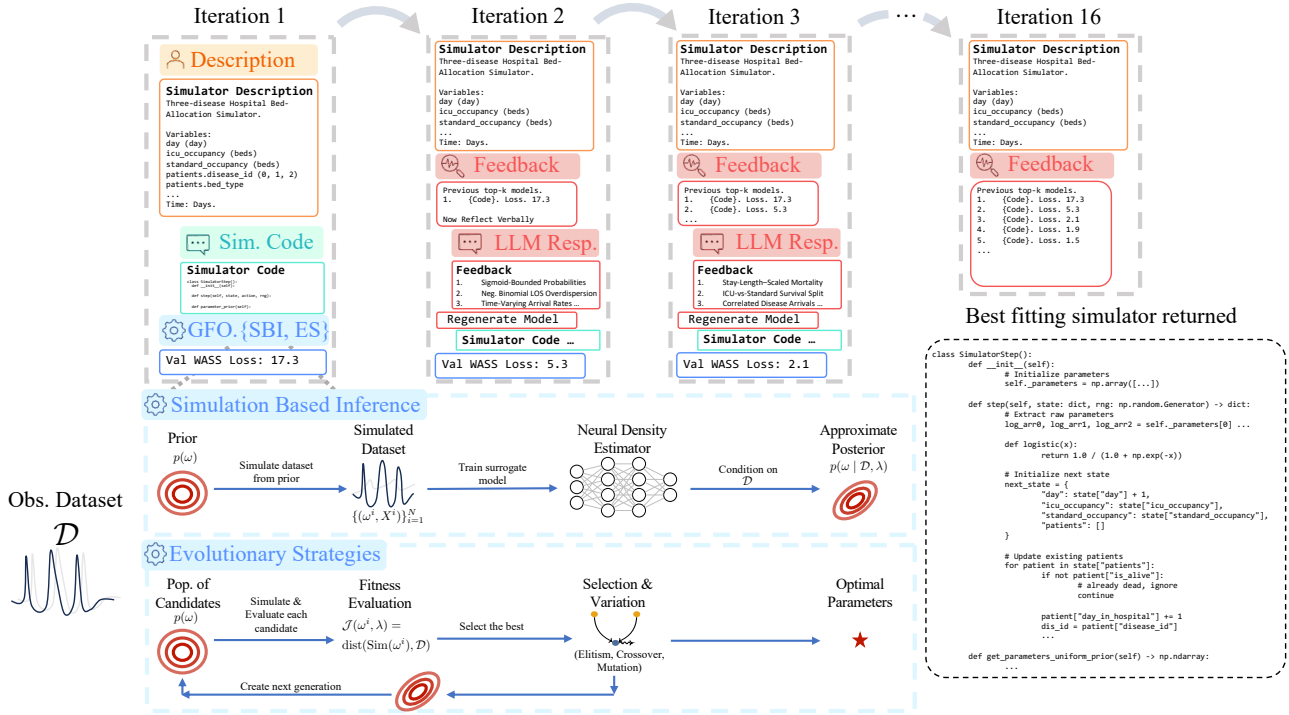 Iteration 1
Iteration 2
Iteration 3
...
Iteration 16
Description
Simulator Description
Three-disease Hospital Bed-
Allocation Simulator.
Variables:
day (day)
icu_occupancy (beds)
standard_occupancy (beds)
patients.disease_id (0, 1, 2)
patients.bed_type
...
Time: Days.
Sim. Code
Simulator Code
class SimulatorStep():
def __init__(self):
def step(self, state, action, rng):
def parameter_prior(self):
GFO.{SBI, ES}
Val WASS Loss: 17.3
Simulator Description
Three-disease Hospital Bed-
Allocation Simulator.
Variables:
day (day)
icu_occupancy (beds)
standard_occupancy (beds)
...
Time: Days.
Feedback
Previous top-k models.
1. {Code}. Loss. 17.3
Now Reflect Verbally
LLM Resp.
Feedback
1. Sigmoid-Bounded Probabilities
2. Neg. Binomial LOS Overdispersion
3. Time-Varying Arrival Rates ...
Regenerate Model
Simulator Code …
Val WASS Loss: 5.3
Simulator Description
Three-disease Hospital Bed-
Allocation Simulator.
Variables:
day (day)
icu_occupancy (beds)
standard_occupancy (beds)
...
Time: Days.
Feedback
Previous top-k models.
1. {Code}. Loss. 17.3
2. {Code}. Loss. 5.3
...
LLM Resp.
Feedback
1. Stay-Length–Scaled Mortality
2. ICU-vs-Standard Survival Split
3. Correlated Disease Arrivals …
Regenerate Model
Simulator Code …
Val WASS Loss: 2.1
Simulator Description
Three-disease Hospital Bed-
Allocation Simulator.
Variables:
day (day)
icu_occupancy (beds)
standard_occupancy (beds)
...
Time: Days.
Feedback
Previous top-k models.
1. {Code}. Loss. 17.3
2. {Code}. Loss. 5.3
3. {Code}. Loss. 2.1
4. {Code}. Loss. 1.9
5. {Code}. Loss. 1.5
...
Best fitting simulator returned
class SimulatorStep():
def __init__(self):
# Initialize parameters
self._parameters = np.array([...])
def step(self, state: dict, rng: np.random.Generator) -> dict:
# Extract raw parameters
log_arr0, log_arr1, log_arr2 = self._parameters[0] ...
def logistic(x):
return 1.0 / (1.0 + np.exp(-x))
# Initialize next state
next_state = {
"day": state["day"] + 1,
"icu_occupancy": state["icu_occupancy"],
"standard_occupancy": state["standard_occupancy"],
"patients": []
}
# Update existing patients
for patient in state["patients"]:
if not patient["is_alive"]:
# already dead, ignore
continue
patient["day_in_hospital"] += 1
dis_id = patient["disease_id"]
...
def get_parameters_uniform_prior(self) -> np.ndarray:
...
Obs. Dataset
𝒟
Simulation Based Inference
Prior
p(ω)
Simulate dataset
from prior
Simulated
Dataset
{(ω^i, X^i)}_{i=1}^N
Train surrogate
model
Neural Density
Estimator
Condition on
𝒟
Approximate
Posterior
p(ω | 𝒟, λ)
Evolutionary Strategies
Pop. of
Candidates
p(ω)
Simulate &
Evaluate each
candidate
Fitness
Evaluation
𝒥(ω^i, λ) =
dist(Sim(ω^i), 𝒟)
Select the best
Selection &
Variation
(Elitism, Crossover,
Mutation)
Optimal
Parameters
Create next generation